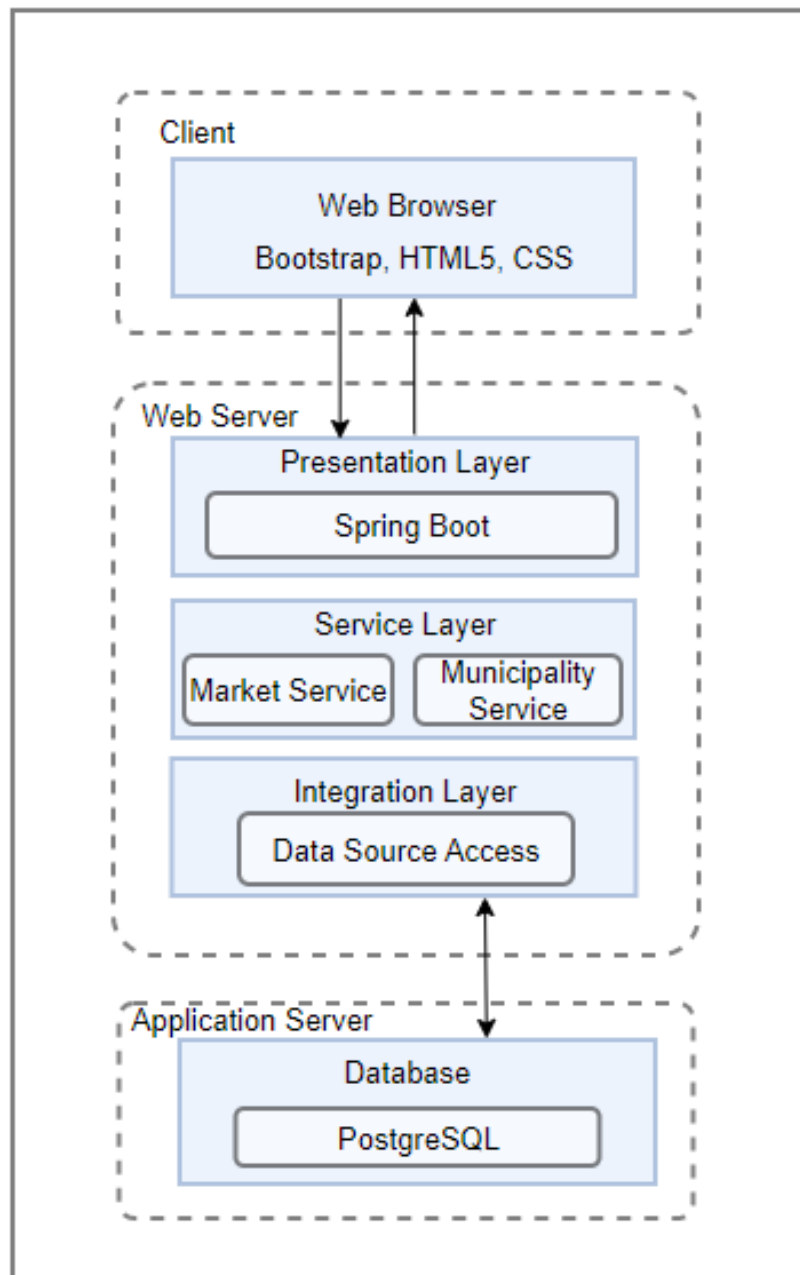 Client
Web Browser
Bootstrap, HTML5, CSS
Web Server
Presentation Layer
Spring Boot
Service Layer
Market Service
Municipality
Service
Integration Layer
Data Source Access
Application Server
Database
PostgreSQL